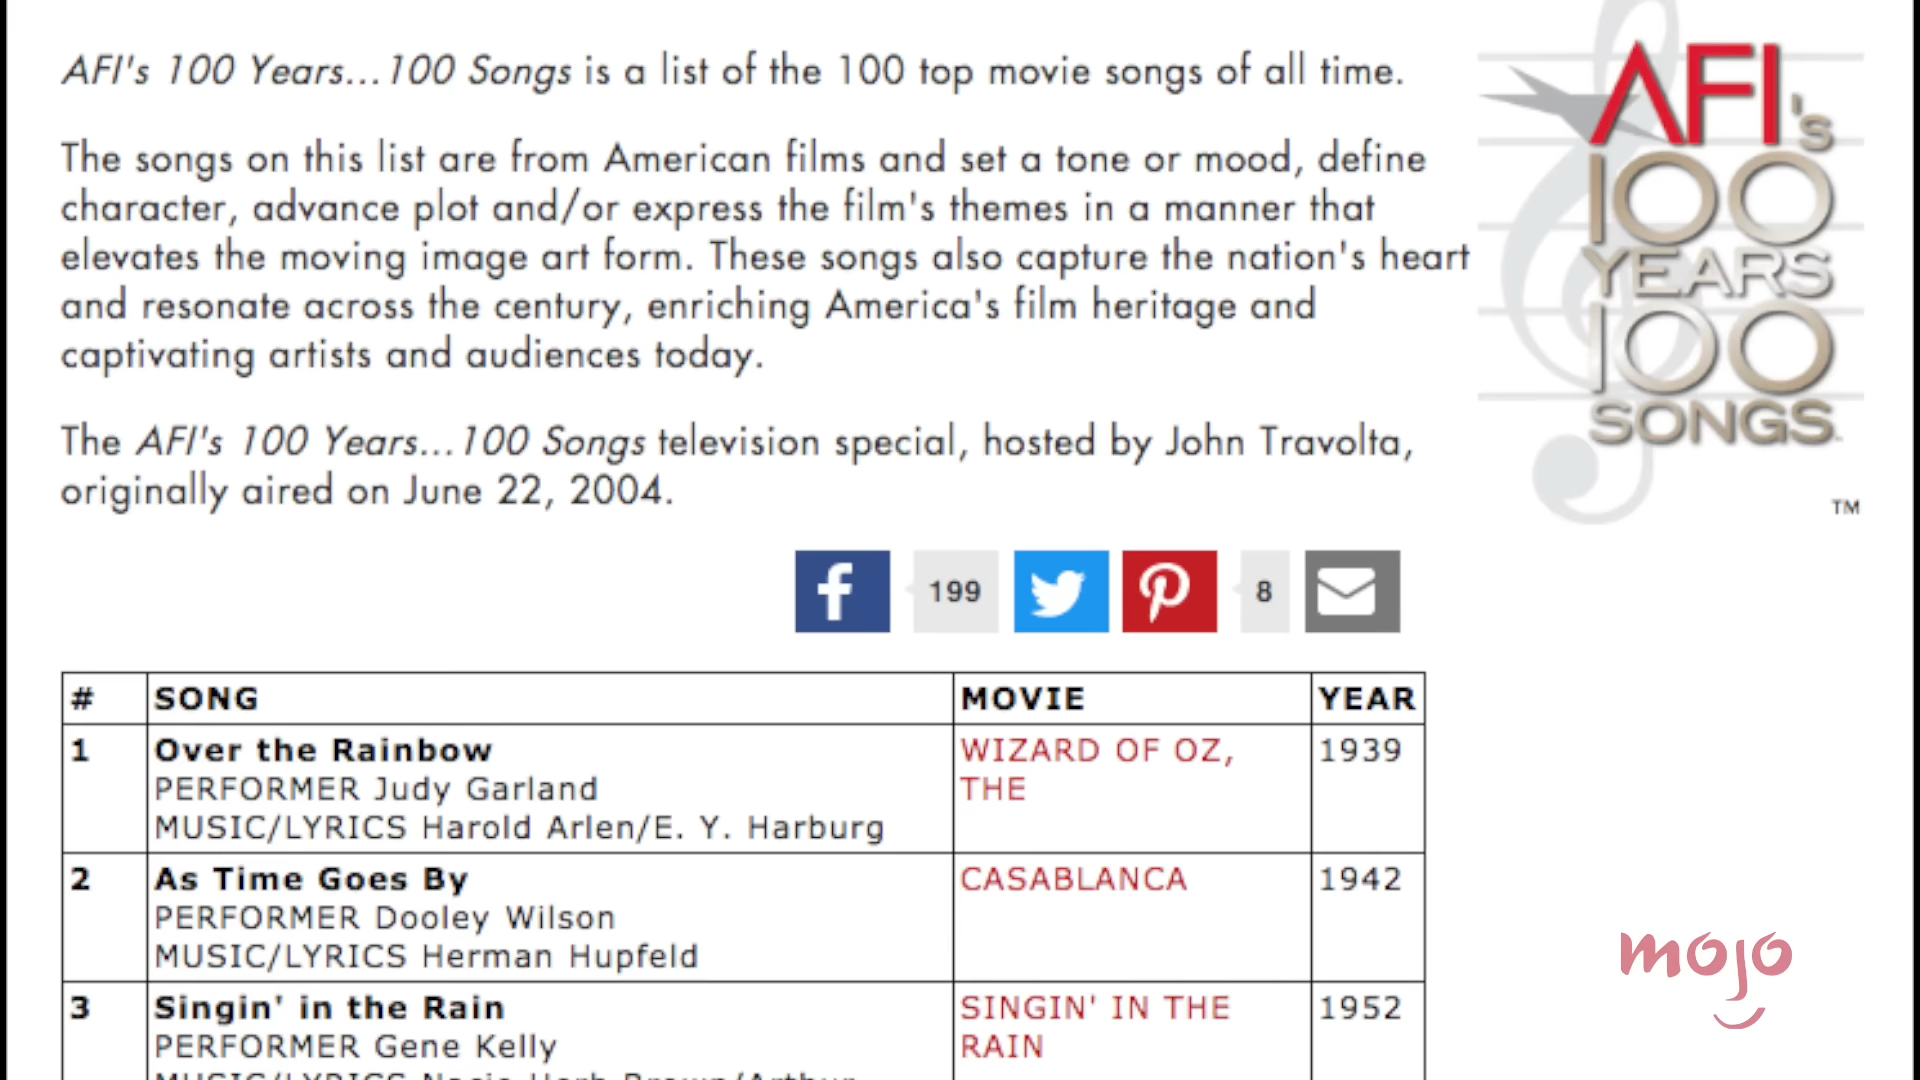 AFI's 100 Years...100 Songs is a list of the 100 top movie songs of all time.
The songs on this list are from American films and set a tone or mood, define
character, advance plot and/or express the film's themes in a manner that
elevates the moving image art form. These songs also capture the nation's heart
and resonate across the century, enriching America's film heritage and
captivating artists and audiences today.
The AFI's 100 Years...100 Songs television special, hosted by John Travolta,
originally aired on June 22, 2004.
AFI's
100
YEARS
100
SONGS
TM
199
8
# SONG MOVIE YEAR
1 Over the Rainbow WIZARD OF OZ, 1939
PERFORMER Judy Garland THE
MUSIC/LYRICS Harold Arlen/E. Y. Harburg
2 As Time Goes By CASABLANCA 1942
PERFORMER Dooley Wilson
MUSIC/LYRICS Herman Hupfeld
3 Singin' in the Rain SINGIN' IN THE 1952
PERFORMER Gene Kelly RAIN
MUSIC/LYRICS Nacio Herb Brown/Arthur
mojo